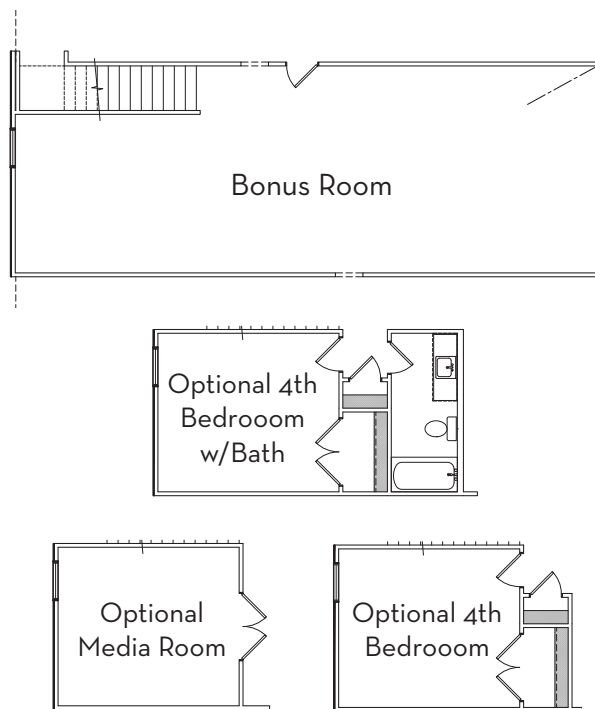 Bonus Room
Optional 4th
Bedrooom
w/Bath
Optional
Media Room
Optional 4th
Bedrooom